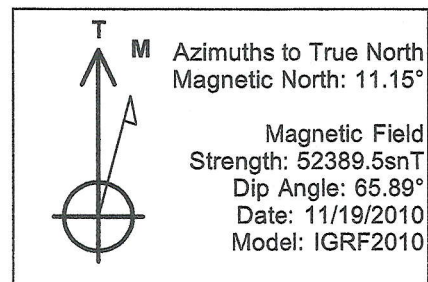 T
M
Azimuths to True North
Magnetic North: 11.15°
Magnetic Field
Strength: 52389.5snT
Dip Angle: 65.89°
Date: 11/19/2010
Model: IGRF2010